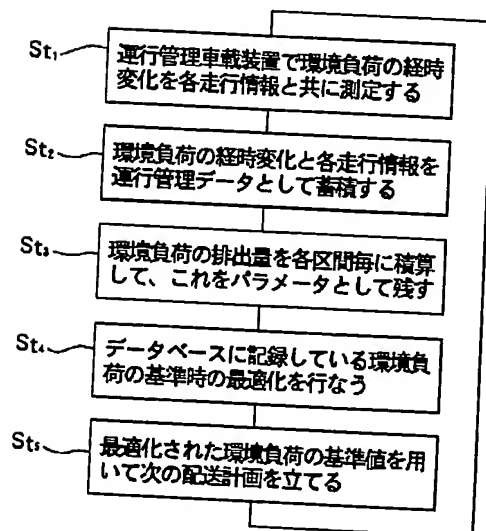 St₁
運行管理車載装置で環境負荷の経時
変化を各走行情報と共に測定する
St₂
環境負荷の経時変化と各走行情報を
運行管理データとして蓄積する
St₃
環境負荷の排出量を各区間毎に積算
して、これをパラメータとして残す
St₄
データベースに記録している環境負
荷の基準時の最適化を行なう
St₅
最適化された環境負荷の基準値を用
いて次の配送計画を立てる